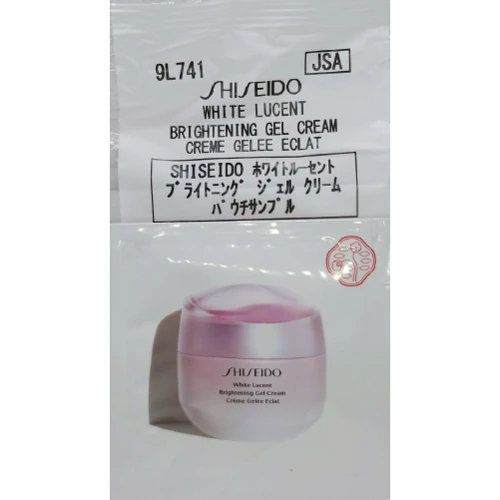 9L741
JSA
SHISEIDO
WHITE LUCENT
BRIGHTENING GEL CREAM
CREME GELEE ECLAT
SHISEIDO ホワイトルーセント
ブライトニング ジェル クリーム
パウチサンプル
SHISEIDO
White Lucent
Brightening Gel Cream
Crème Gelée Eclat